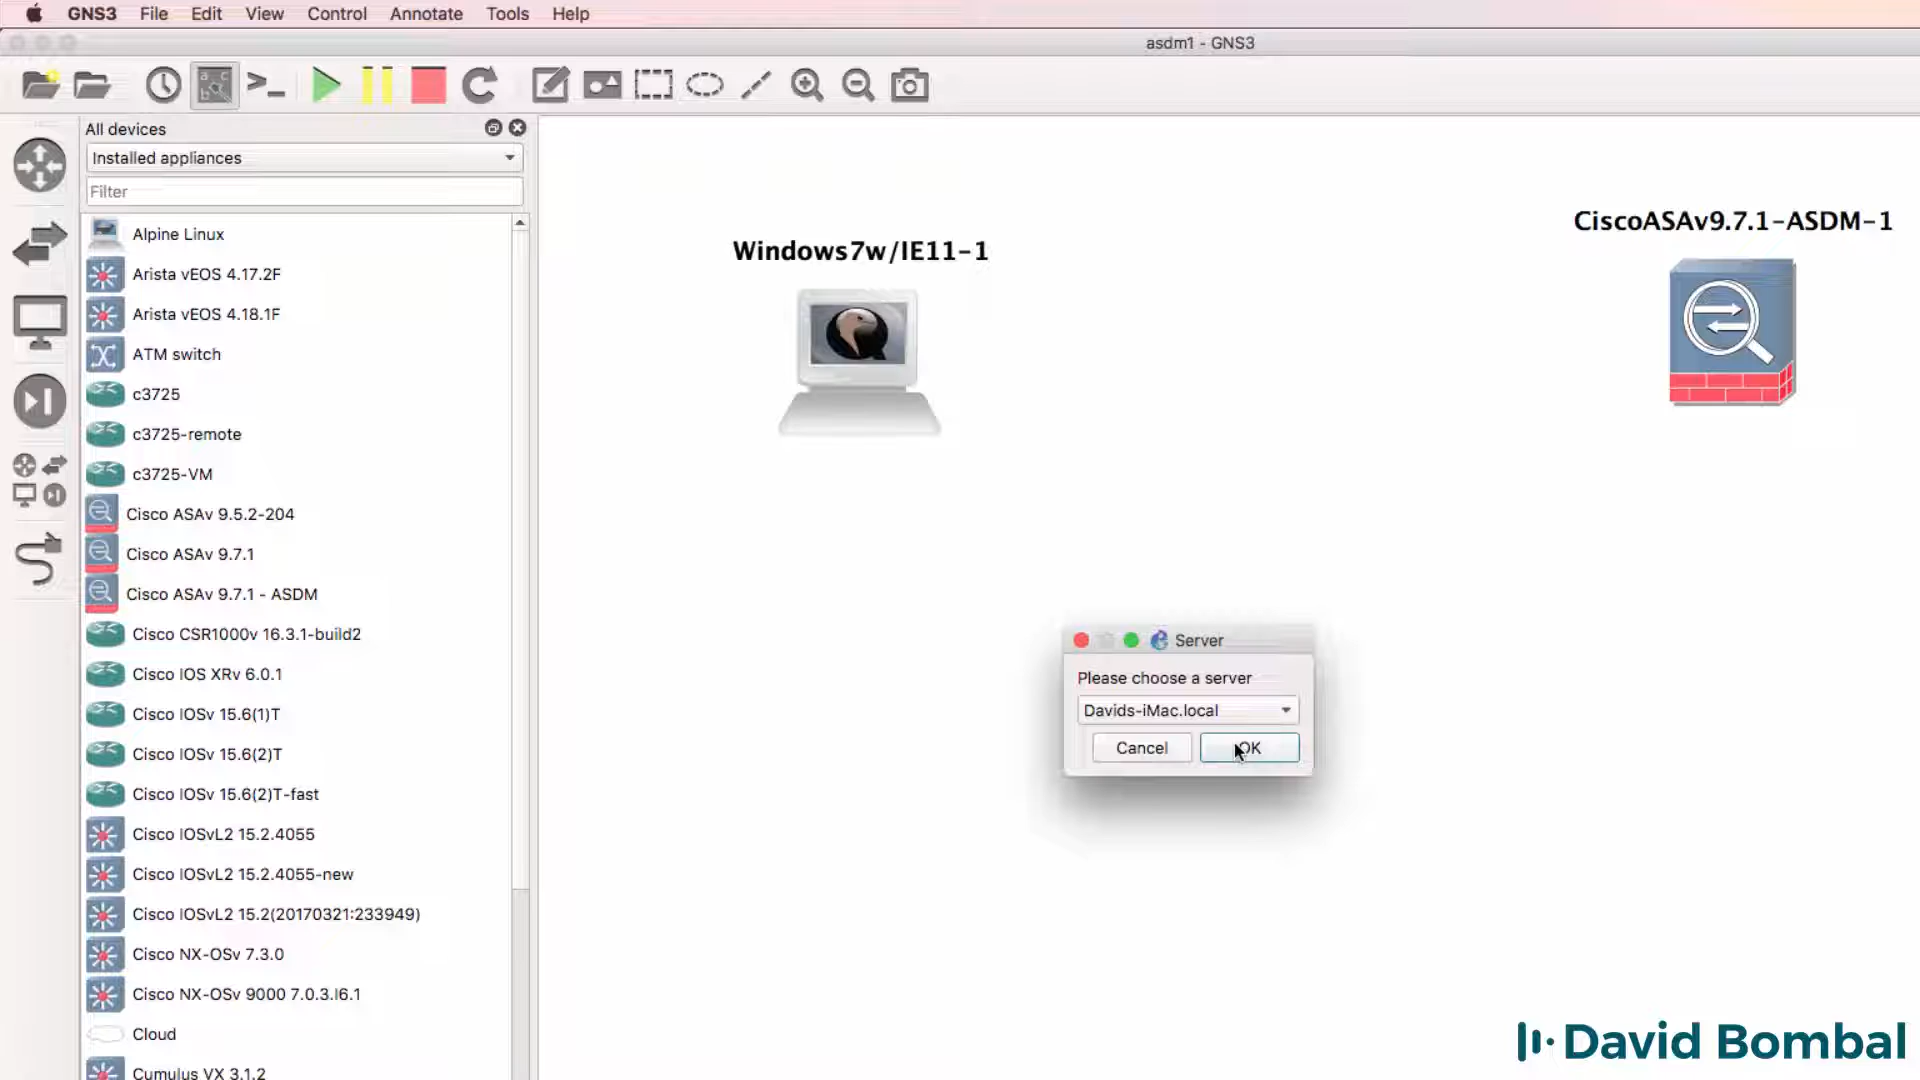 GNS3 File Edit View Control Annotate Tools Help
asdm1 - GNS3
All devices
Installed appliances
Filter
Alpine Linux
Arista vEOS 4.17.2F
Arista vEOS 4.18.1F
ATM switch
c3725
c3725-remote
c3725-VM
Cisco ASAv 9.5.2-204
Cisco ASAv 9.7.1
Cisco ASAv 9.7.1 - ASDM
Cisco CSR1000v 16.3.1-build2
Cisco IOS XRv 6.0.1
Cisco IOSv 15.6(1)T
Cisco IOSv 15.6(2)T
Cisco IOSv 15.6(2)T-fast
Cisco IOSvL2 15.2.4055
Cisco IOSvL2 15.2.4055-new
Cisco IOSvL2 15.2(20170321:233949)
Cisco NX-OSv 7.3.0
Cisco NX-OSv 9000 7.0.3.I6.1
Cloud
Cumulus VX 3.1.2
Windows7w/IE11-1
CiscoASAv9.7.1-ASDM-1
Server
Please choose a server
Davids-iMac.local
Cancel OK
David Bombal